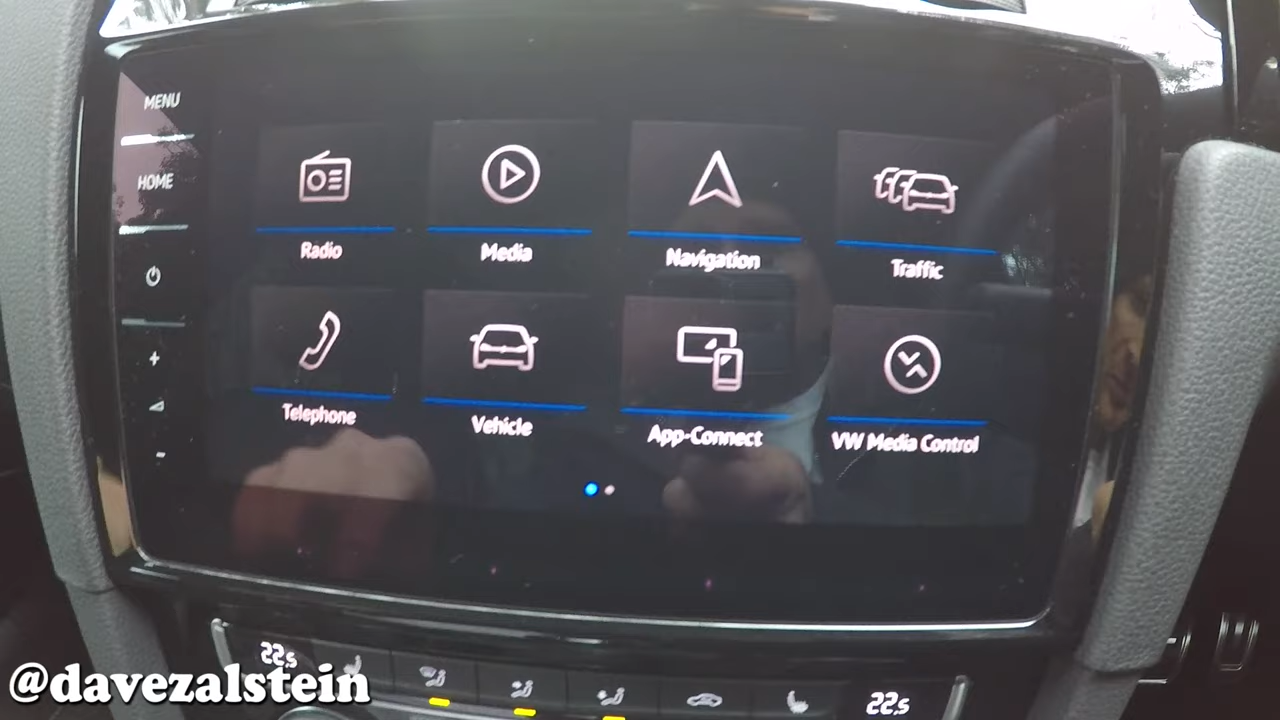 MENU
HOME
Radio
Media
Navigation
Traffic
Telephone
Vehicle
App-Connect
VW Media Control
22.5
22.5
@davezalstein